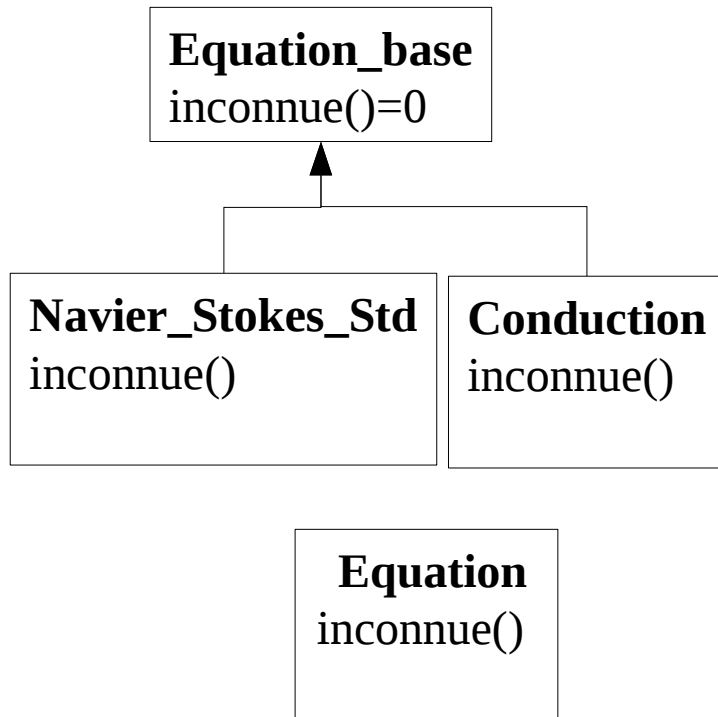 Equation_base
inconnue()=0
Navier_Stokes_Std
inconnue()
Conduction
inconnue()
Equation
inconnue()